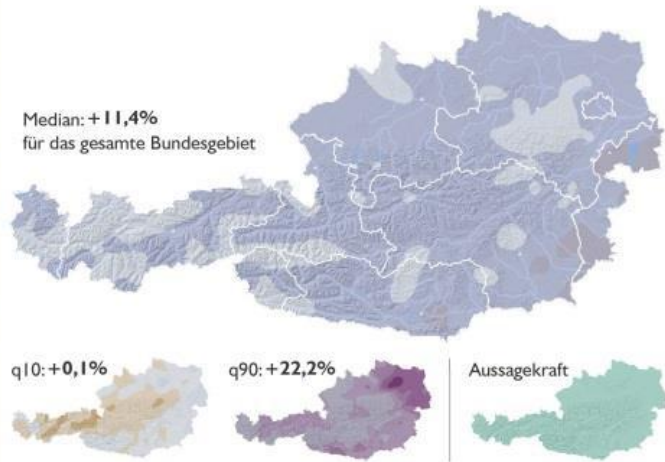 Median: +11,4%
für das gesamte Bundesgebiet
q10: +0,1%
q90: +22,2%
Aussagekraft